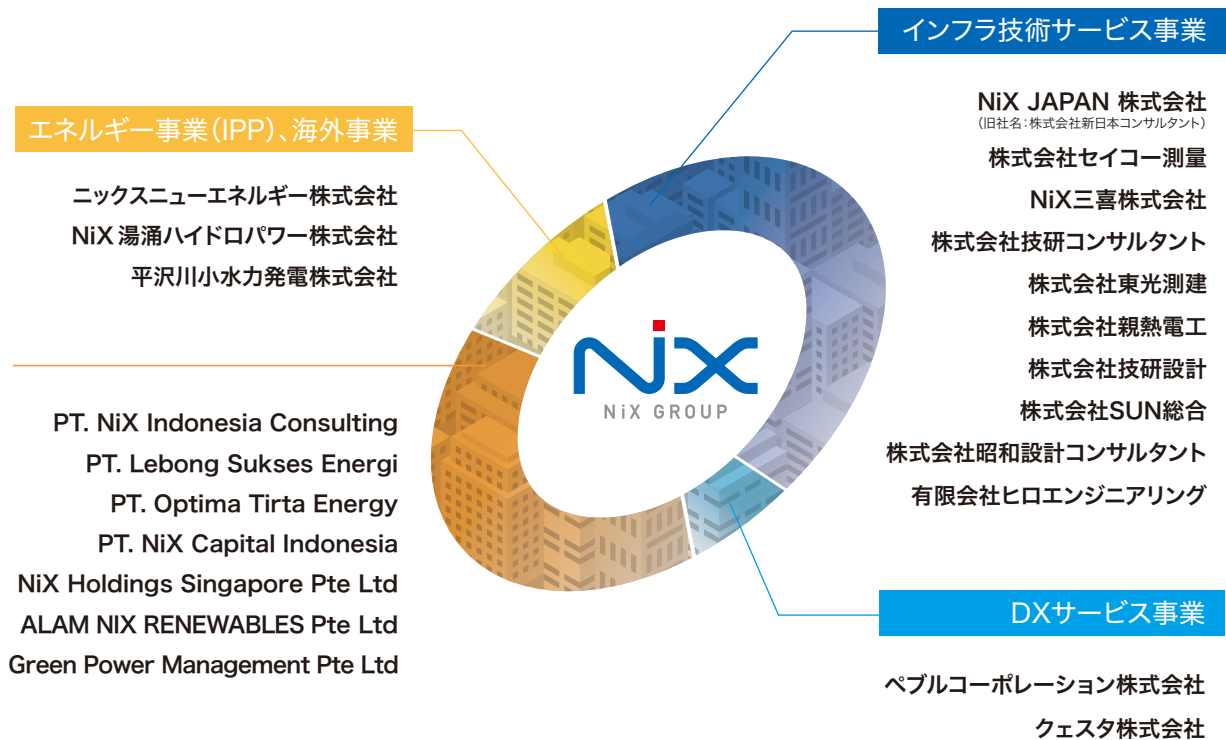 インフラ技術サービス事業
NiX JAPAN 株式会社
（旧社名：株式会社新日本コンサルタント）
株式会社セイコー測量
NiX三喜株式会社
株式会社技研コンサルタント
株式会社東光測建
株式会社親熱電工
株式会社技研設計
株式会社SUN総合
株式会社昭和設計コンサルタント
有限会社ヒロエンジニアリング
エネルギー事業（IPP）、海外事業
ニックスニューエネルギー株式会社
NiX 湯涌ハイドロパワー株式会社
平沢川小水力発電株式会社
PT. NiX Indonesia Consulting
PT. Lebong Sukses Energi
PT. Optima Tirta Energy
PT. NiX Capital Indonesia
NiX Holdings Singapore Pte Ltd
ALAM NIX RENEWABLES Pte Ltd
Green Power Management Pte Ltd
NiX
NiX GROUP
DXサービス事業
ペブルコーポレーション株式会社
クェスタ株式会社